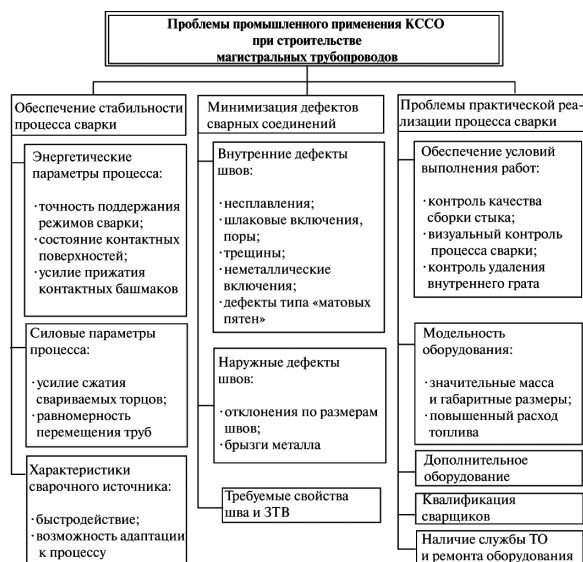 Проблемы промышленного применения КССО
при строительстве
магистральных трубопроводов
Обеспечение стабильности
процесса сварки
Энергетические
параметры процесса:
· точность поддержания
режимов сварки;
· состояние контактных
поверхностей;
· усилие прижатия
контактных башмаков
Силовые параметры
процесса:
· усилие сжатия
свариваемых торцов;
· равномерность
перемещения труб
Характеристики
сварочного источника:
· быстродействие;
· возможность адаптации
к процессу
Минимизация дефектов
сварных соединений
Внутренние дефекты
швов:
· несплавления;
· шлаковые включения,
поры;
· трещины;
· неметаллические
включения;
· дефекты типа «матовых
пятен»
Наружные дефекты
швов:
· отклонения по размерам
швов;
· брызги металла
Требуемые свойства
шва и ЗТВ
Проблемы практической реа-
лизации процесса сварки
Обеспечение условий
выполнения работ:
· контроль качества
сборки стыка;
· визуальный контроль
процесса сварки;
· контроль удаления
внутреннего грата
Модельность
оборудования:
· значительные масса
и габаритные размеры;
· повышенный расход
топлива
Дополнительное
оборудование
Квалификация
сварщиков
Наличие службы ТО
и ремонта оборудования